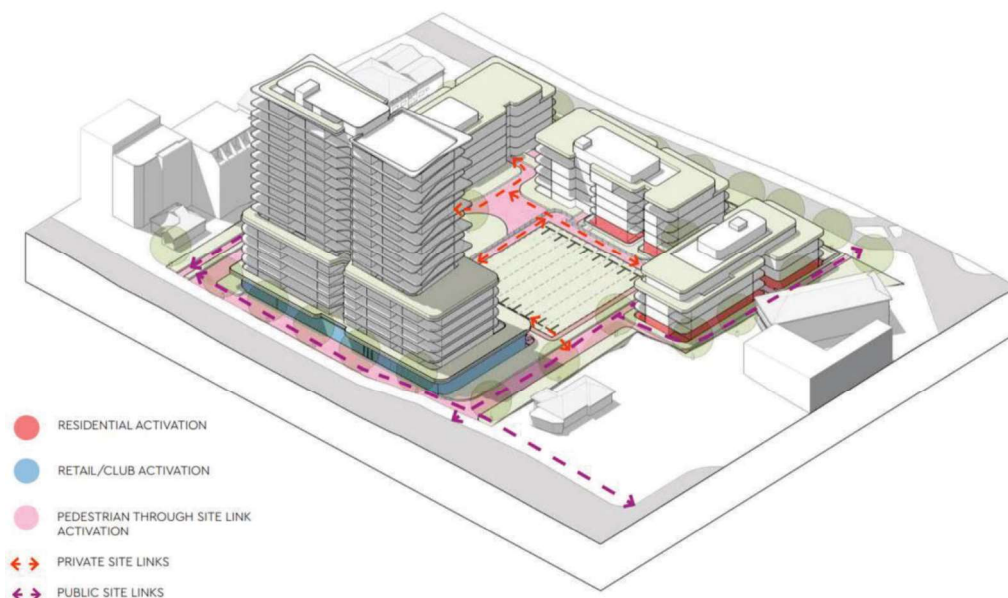 RESIDENTIAL ACTIVATION
RETAIL/CLUB ACTIVATION
PEDESTRIAN THROUGH SITE LINK
ACTIVATION
PRIVATE SITE LINKS
PUBLIC SITE LINKS